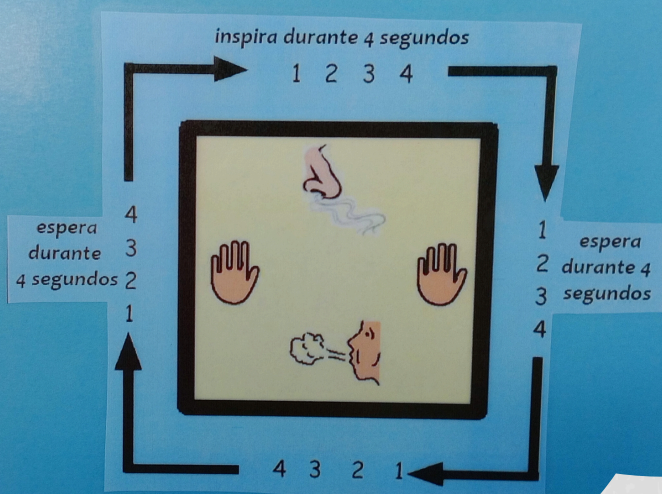 inspira durante 4 segundos
1 2 3 4
1
2
3
4
espera
durante 4
segundos
4 3 2 1
4
3
2
1
espera
durante
4 segundos